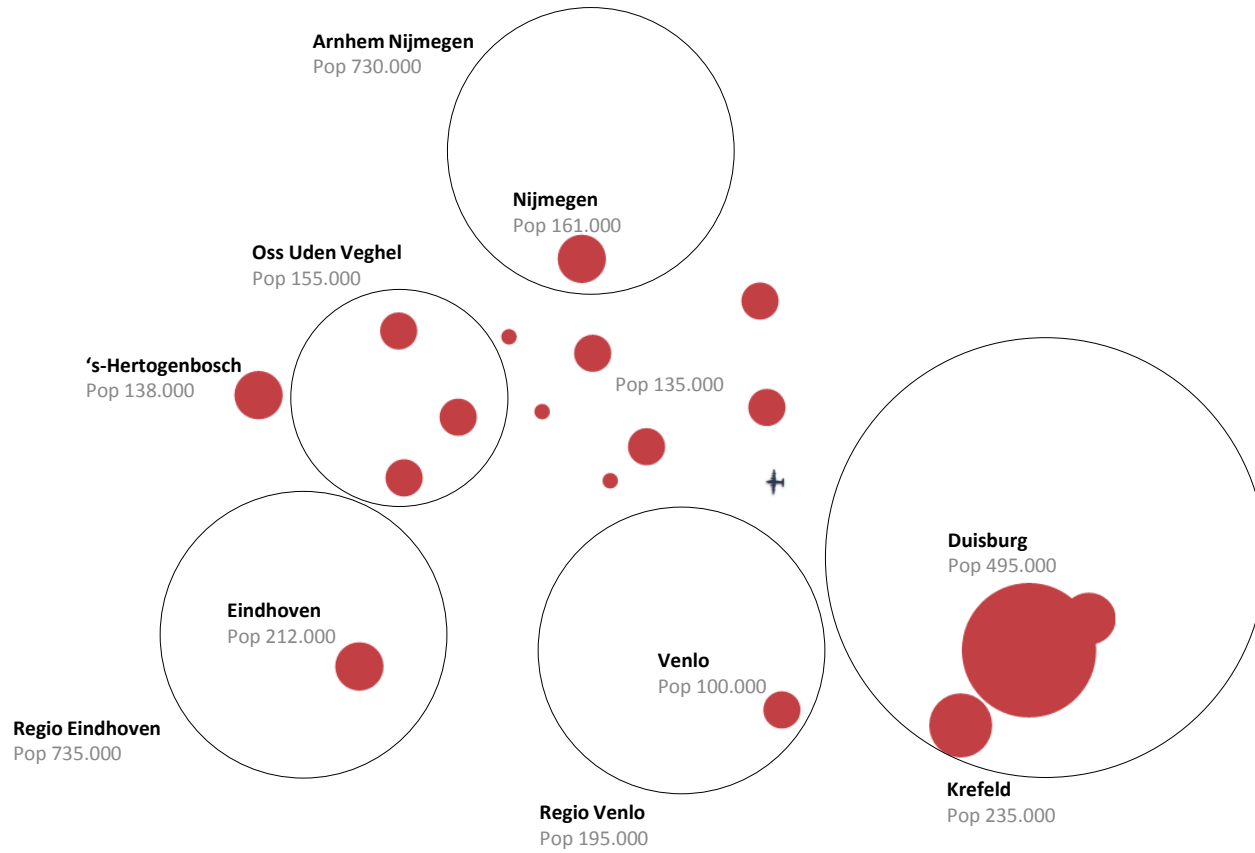 Arnhem Nijmegen
Pop 730.000
Nijmegen
Pop 161.000
Oss Uden Veghel
Pop 155.000
‘s-Hertogenbosch
Pop 138.000
Pop 135.000
Duisburg
Pop 495.000
Eindhoven
Pop 212.000
Venlo
Pop 100.000
Regio Eindhoven
Pop 735.000
Krefeld
Pop 235.000
Regio Venlo
Pop 195.000